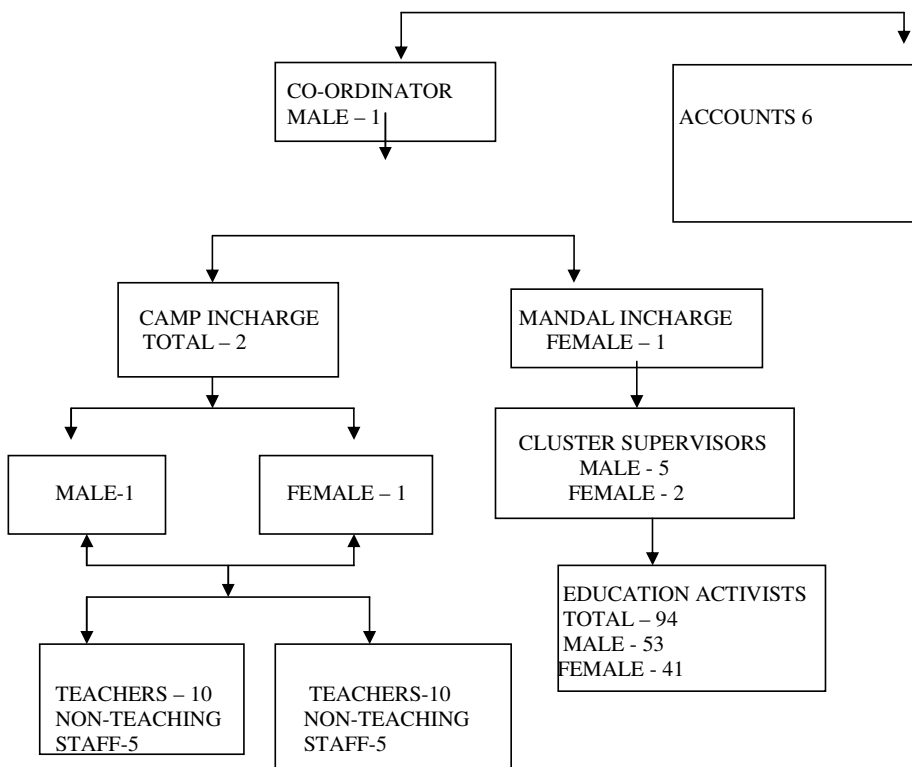 CO-ORDINATOR
MALE – 1
ACCOUNTS 6
CAMP INCHARGE
TOTAL – 2
MANDAL INCHARGE
FEMALE – 1
MALE-1
FEMALE – 1
CLUSTER SUPERVISORS
MALE - 5
FEMALE - 2
EDUCATION ACTIVISTS
TOTAL – 94
MALE - 53
FEMALE - 41
TEACHERS – 10
NON-TEACHING
STAFF-5
TEACHERS-10
NON-TEACHING
STAFF-5